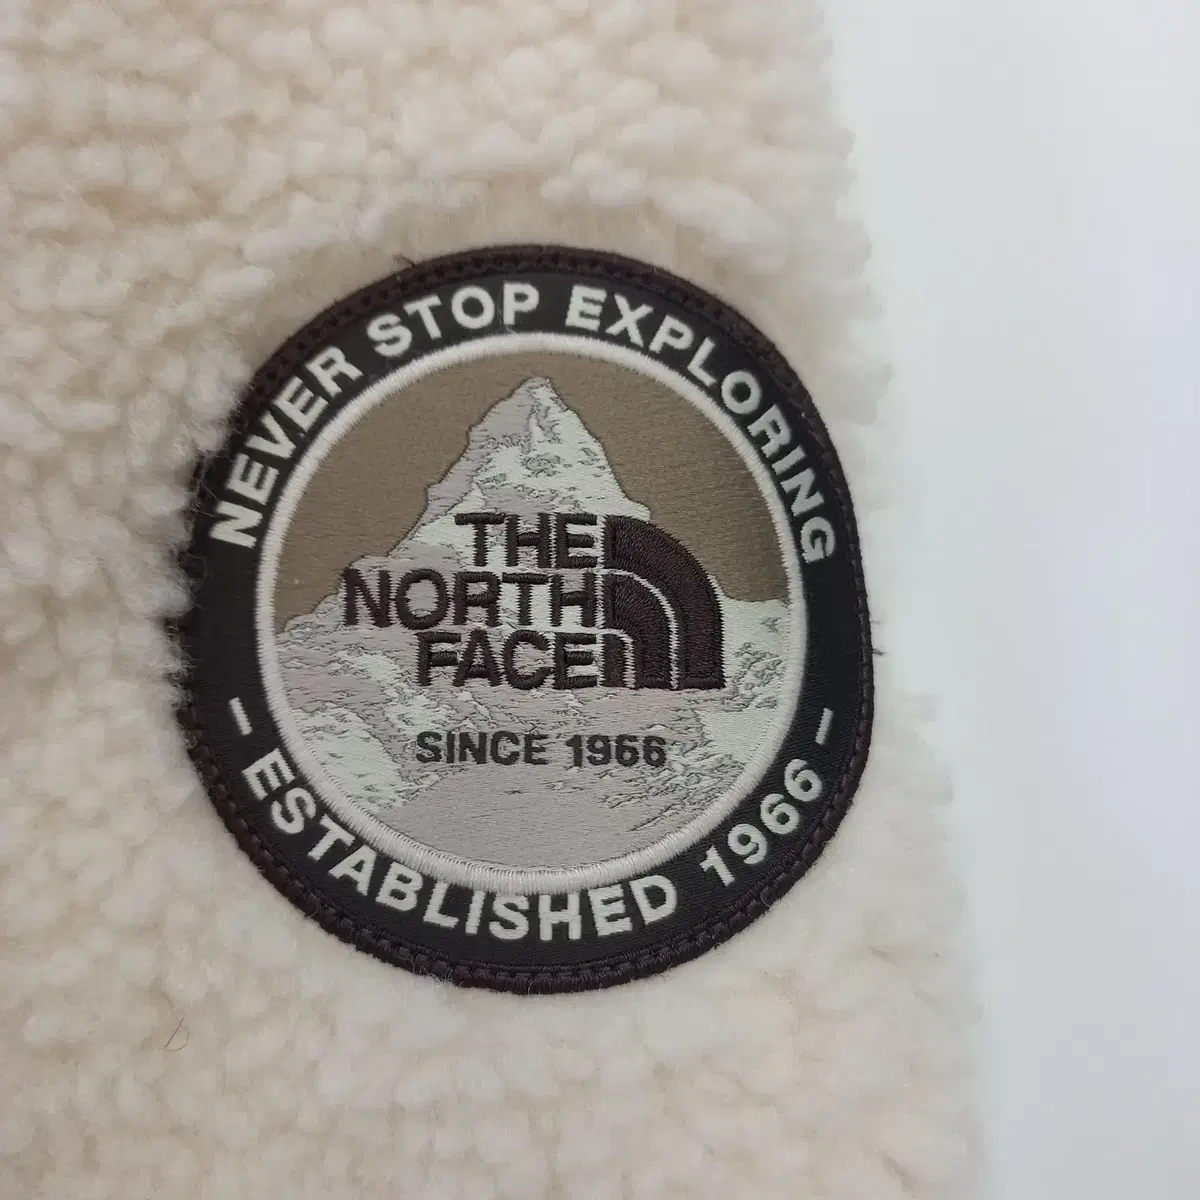 NEVER STOP EXPLORING
THE
NORTH
FACE
SINCE 1966
- ESTABLISHED 1966 -